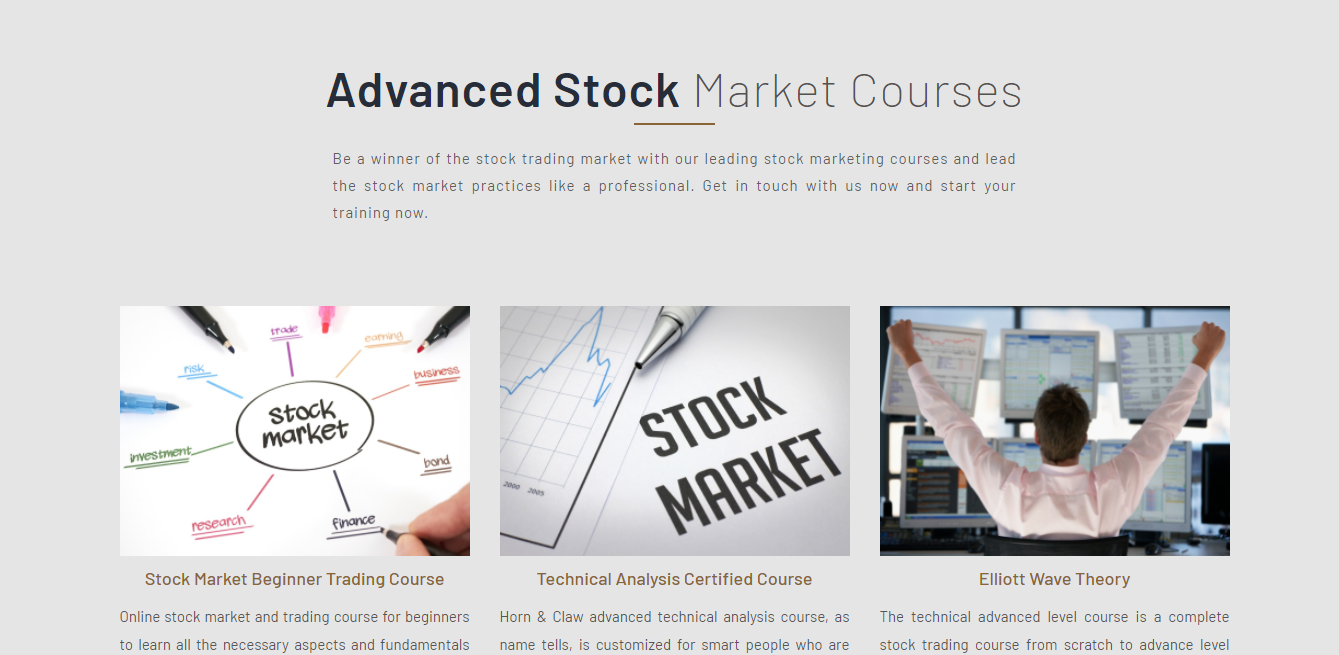 Advanced Stock Market Courses
Be a winner of the stock trading market with our leading stock marketing courses and lead
the stock market practices like a professional. Get in touch with us now and start your
training now.
trade
earning
risk
business
stock
market
investment
bond
research
finance
2000 2005
STOCK
MARKET
Stock Market Beginner Trading Course
Online stock market and trading course for beginners
to learn all the necessary aspects and fundamentals
Technical Analysis Certified Course
Horn & Claw advanced technical analysis course, as
name tells, is customized for smart people who are
Elliott Wave Theory
The technical advanced level course is a complete
stock trading course from scratch to advance level